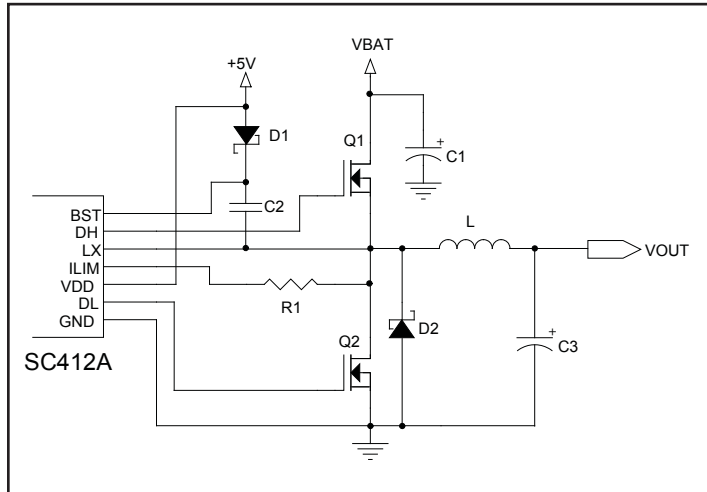 VBAT
+5V
D1
Q1
+
C1
C2
BST
DH
LX
ILIM
VDD
DL
GND
SC412A
L
VOUT
R1
D2
Q2
+
C3